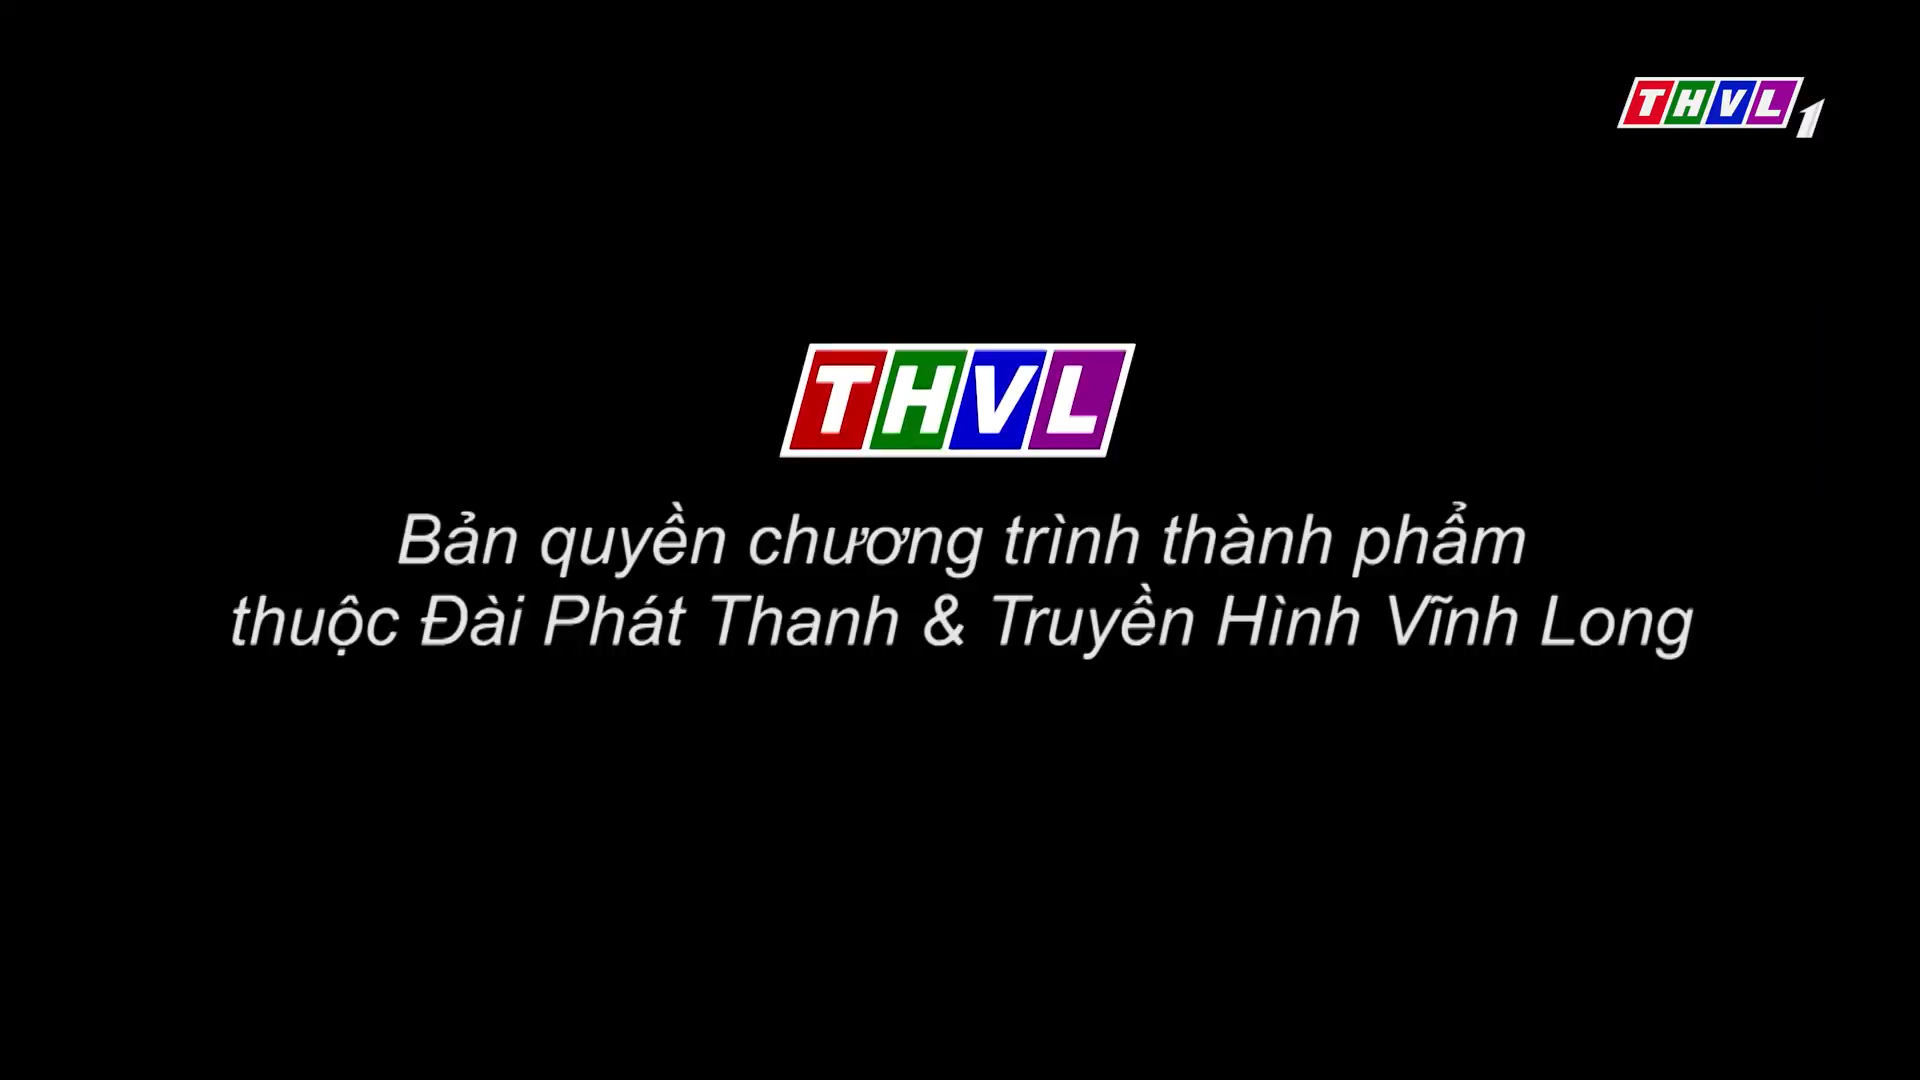 THVL1
THVL
Bản quyền chương trình thành phẩm
thuộc Đài Phát Thanh & Truyền Hình Vĩnh Long